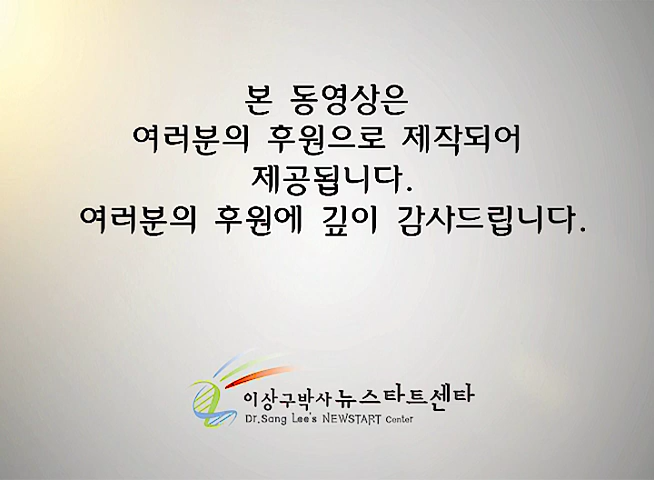 본 동영상은
여러분의 후원으로 제작되어
제공됩니다.
여러분의 후원에 깊이 감사드립니다.
이상구박사 뉴스타트센타
Dr.Sang Lee's NEWSTART Center